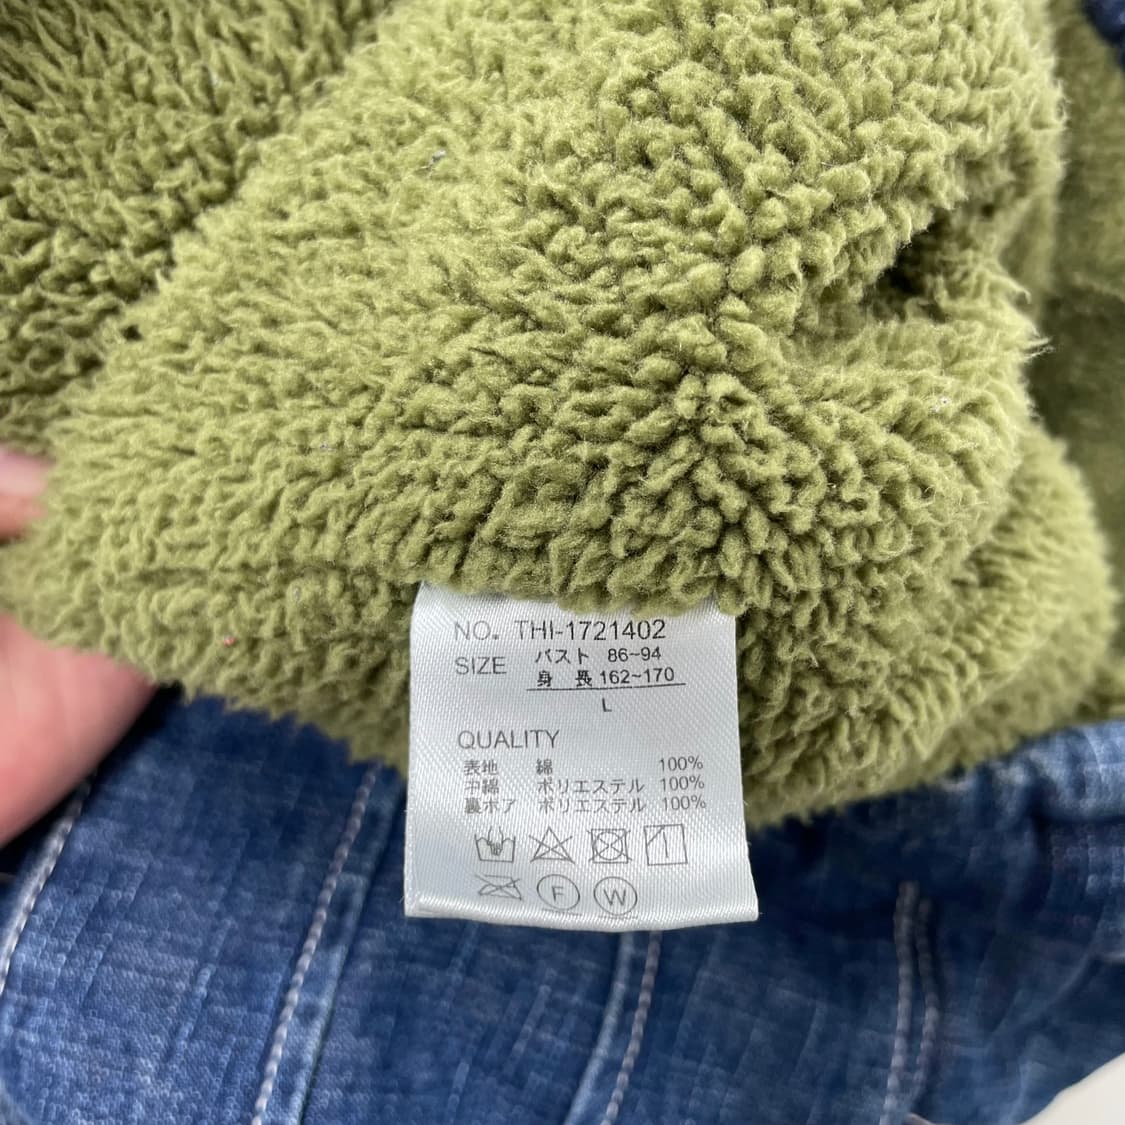 NO. THI-1721402
SIZE バスト 86~94
身 長 162~170
L
QUALITY
表地 綿 100%
中綿 ポリエステル 100%
裏ボア ポリエステル 100%
F W